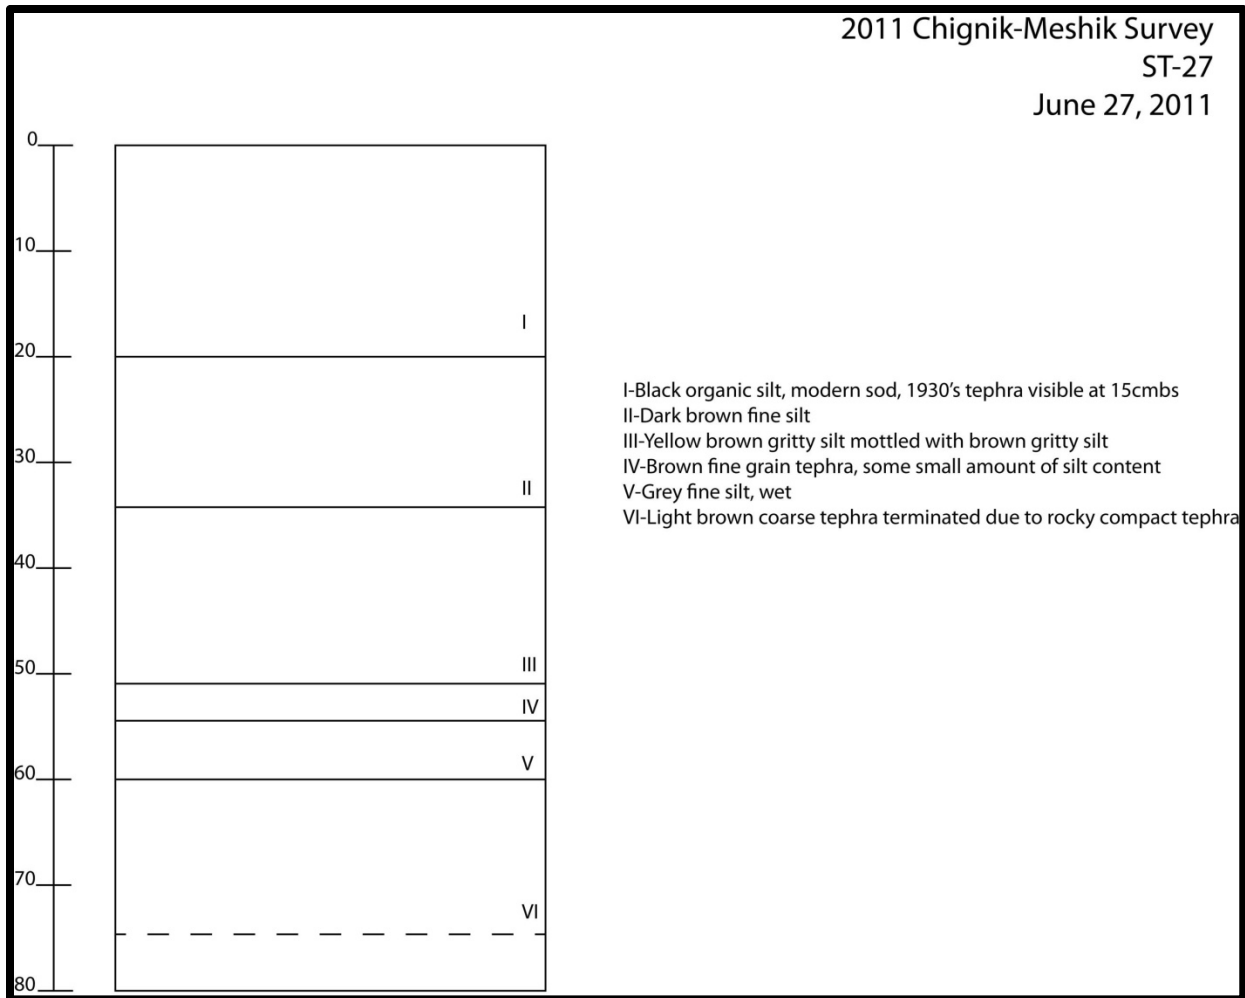 2011 Chignik-Meshik Survey
ST-27
June 27, 2011
0
10
I
20
I-Black organic silt, modern sod, 1930's tephra visible at 15cmbs
II-Dark brown fine silt
III-Yellow brown gritty silt mottled with brown gritty silt
30
IV-Brown fine grain tephra, some small amount of silt content
II
V-Grey fine silt, wet
VI-Light brown coarse tephra terminated due to rocky compact tephra
40
III
50
IV
V
60
70
VI
80